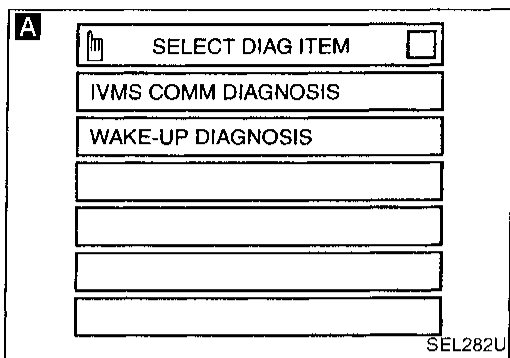 A
SELECT DIAG ITEM
IVMS COMM DIAGNOSIS
WAKE-UP DIAGNOSIS
SEL282U